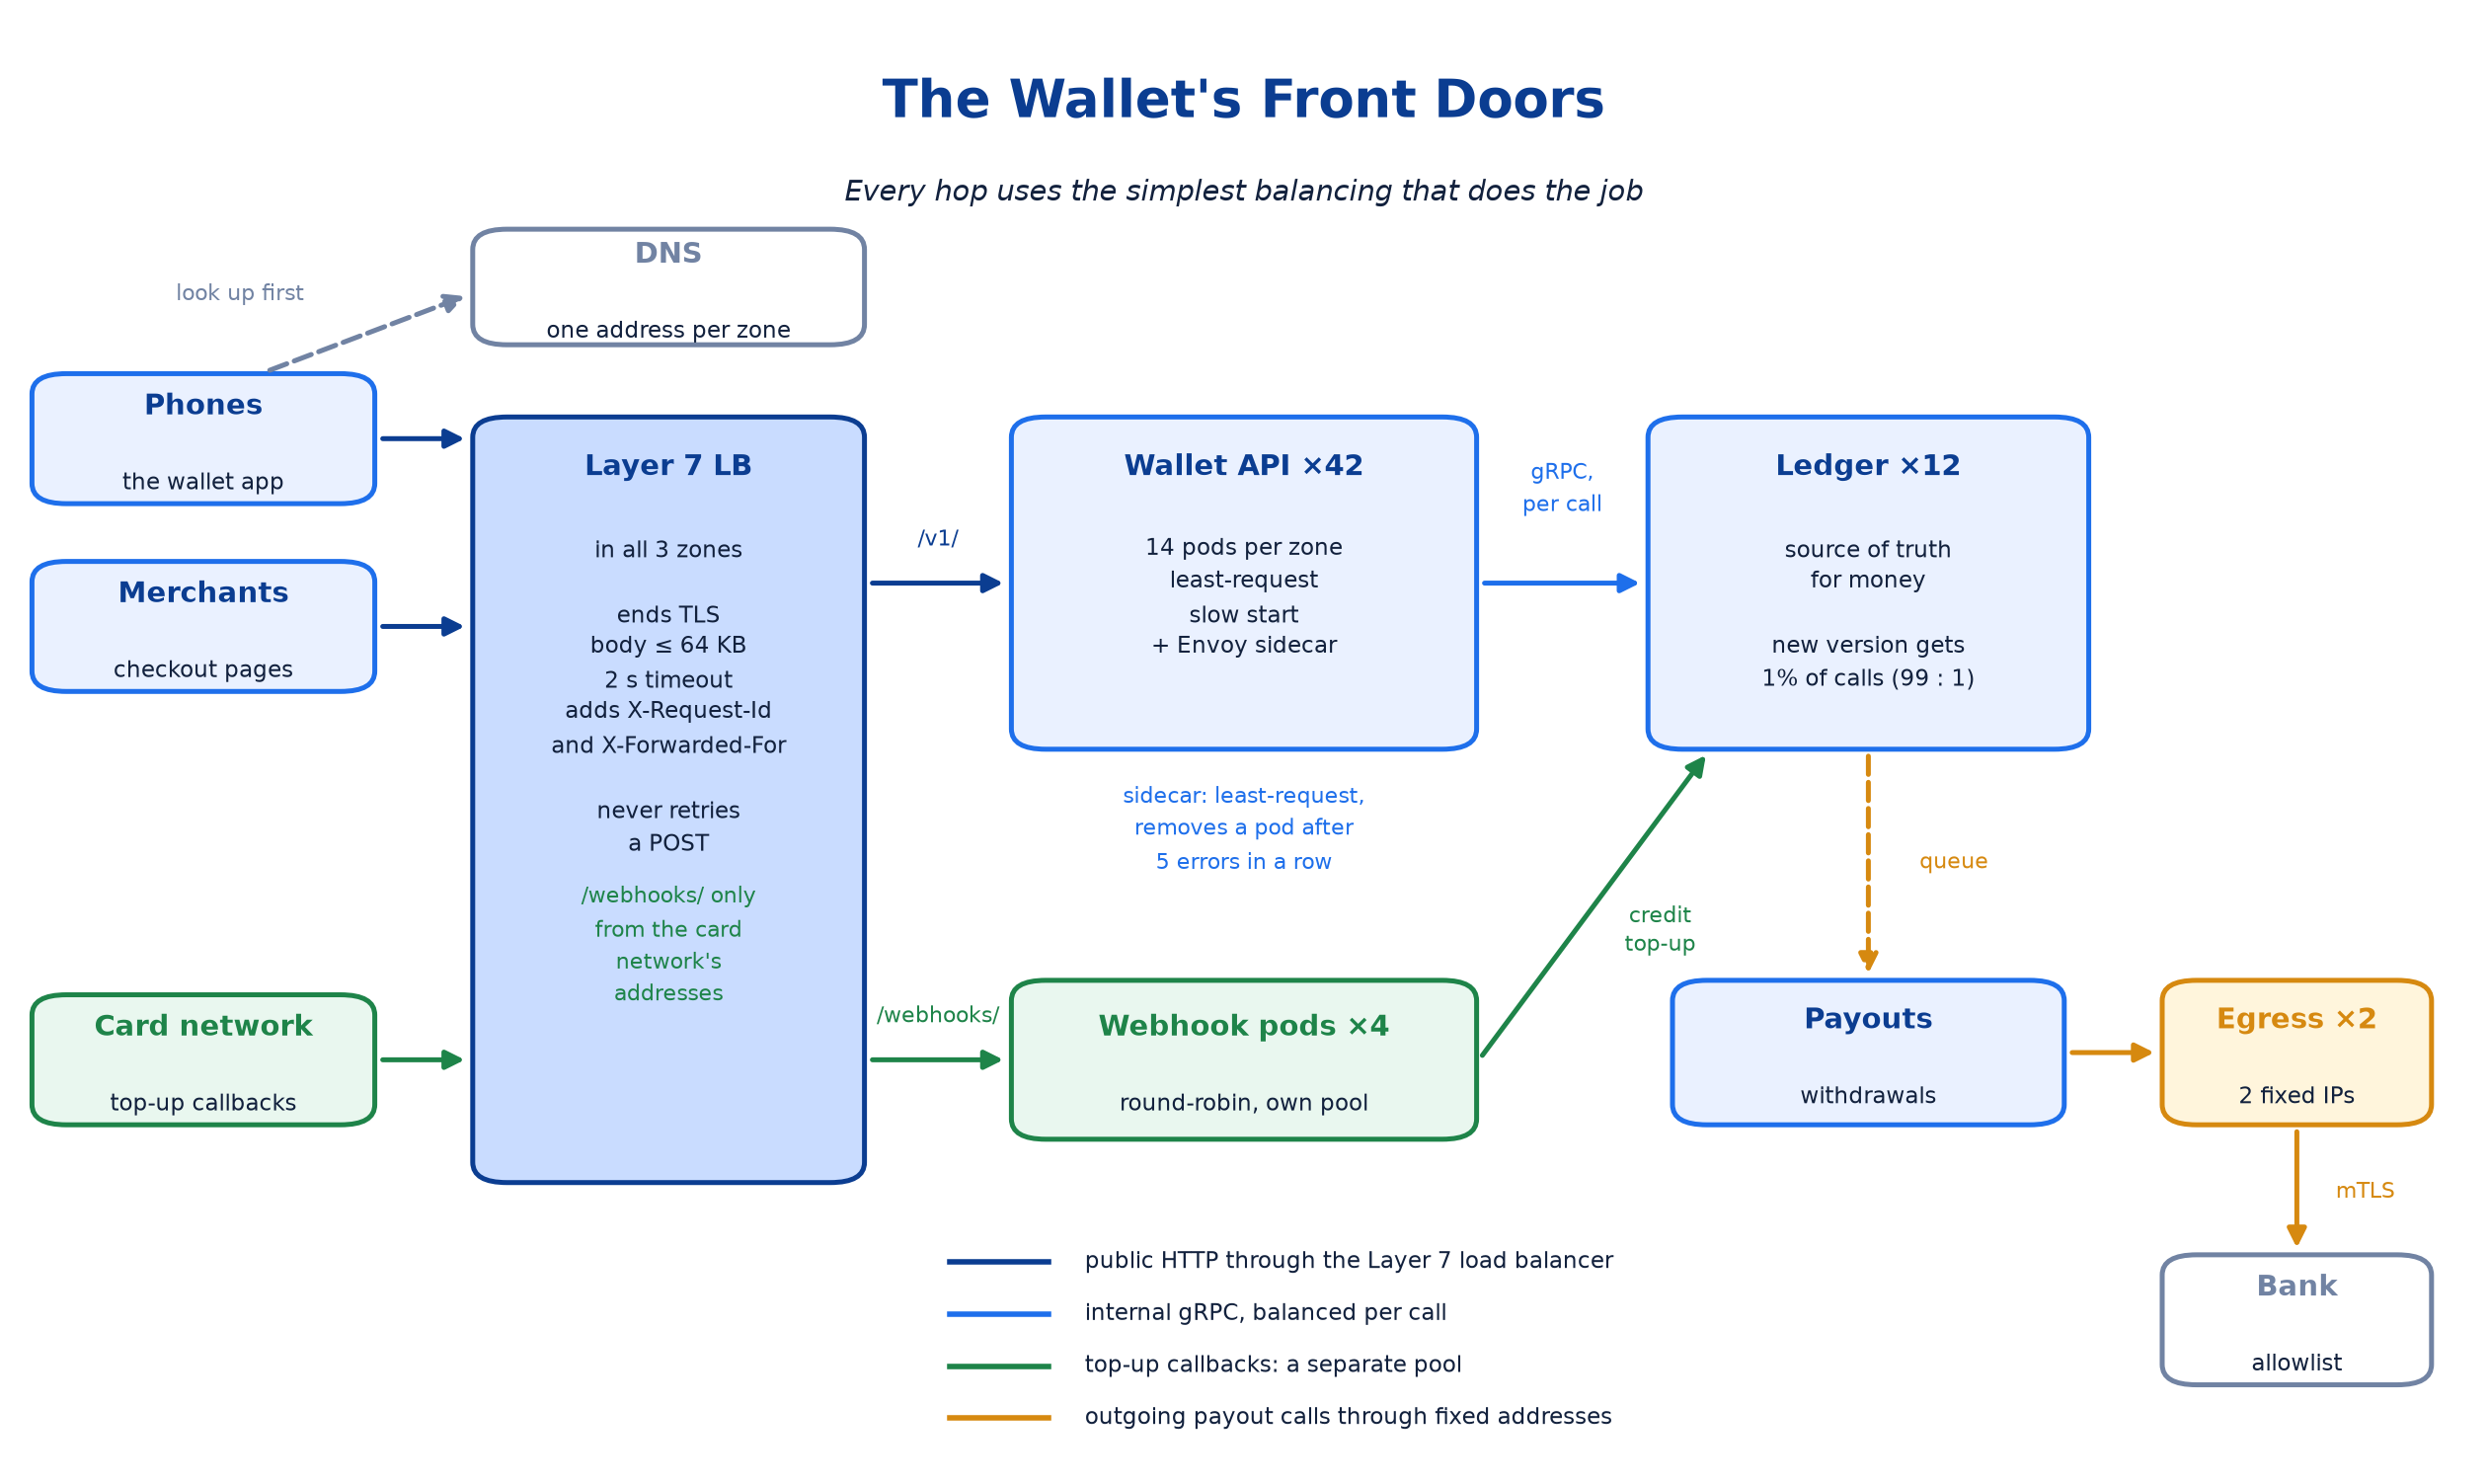 The Wallet's Front Doors
Every hop uses the simplest balancing that does the job
look up first
DNS
one address per zone
Phones
the wallet app
Merchants
checkout pages
Card network
top-up callbacks
Layer 7 LB
in all 3 zones
ends TLS
body ≤ 64 KB
2 s timeout
adds X-Request-Id
and X-Forwarded-For
never retries
a POST
/webhooks/ only
from the card
network's
addresses
/v1/
/webhooks/
Wallet API ×42
14 pods per zone
least-request
slow start
+ Envoy sidecar
sidecar: least-request,
removes a pod after
5 errors in a row
Webhook pods ×4
round-robin, own pool
gRPC,
per call
credit
top-up
Ledger ×12
source of truth
for money
new version gets
1% of calls (99 : 1)
queue
Payouts
withdrawals
Egress ×2
2 fixed IPs
mTLS
Bank
allowlist
public HTTP through the Layer 7 load balancer
internal gRPC, balanced per call
top-up callbacks: a separate pool
outgoing payout calls through fixed addresses